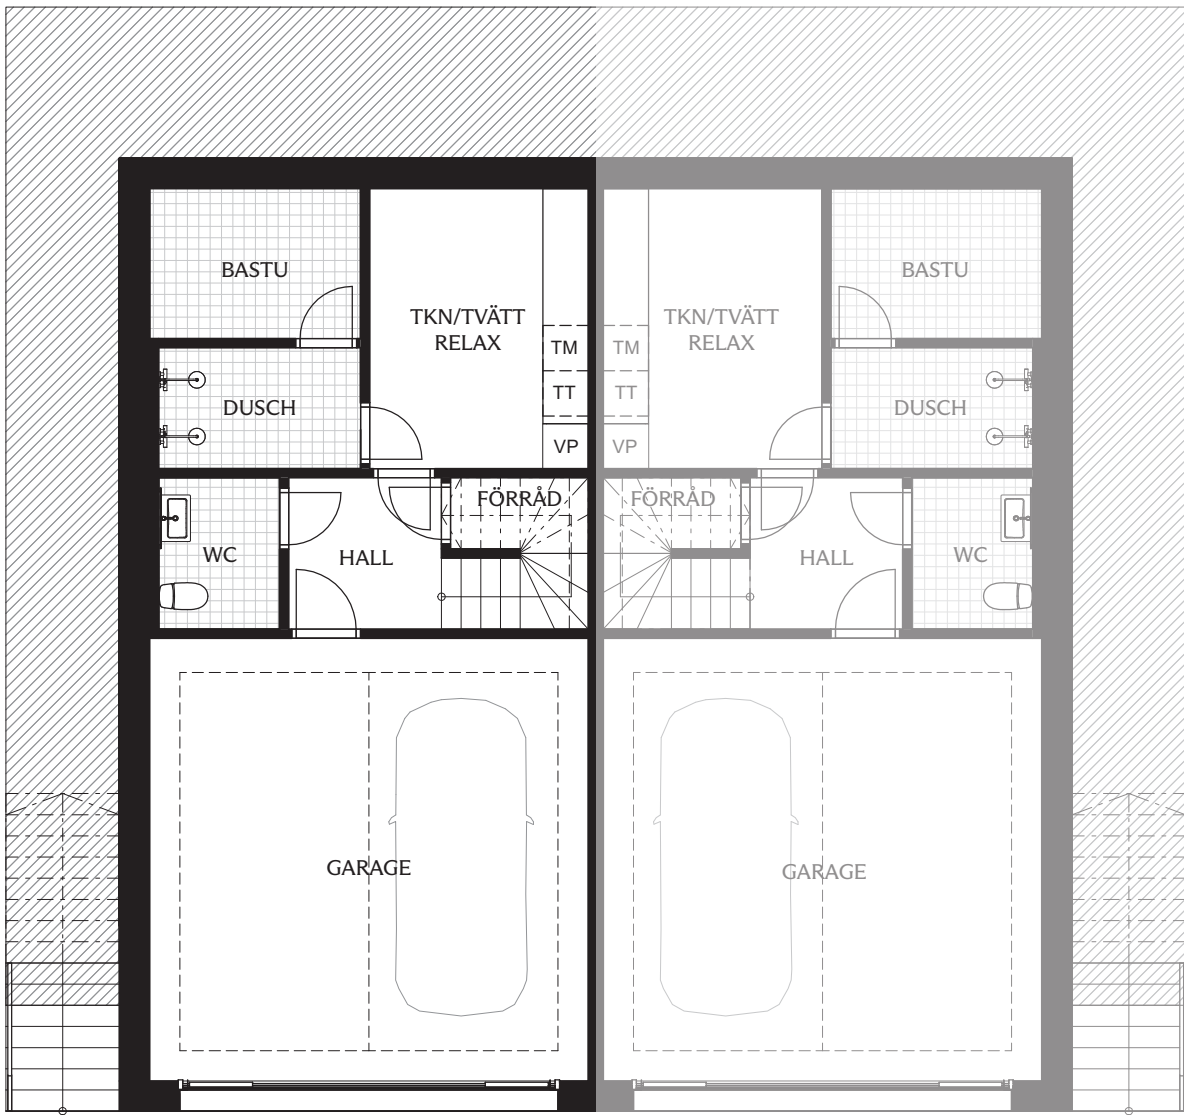 BASTU
TKN/TVÄTT
RELAX
TM
TT
VP
DUSCH
FÖRRÅD
WC
HALL
GARAGE
BASTU
TKN/TVÄTT
RELAX
TM
TT
VP
DUSCH
FÖRRÅD
HALL
WC
GARAGE